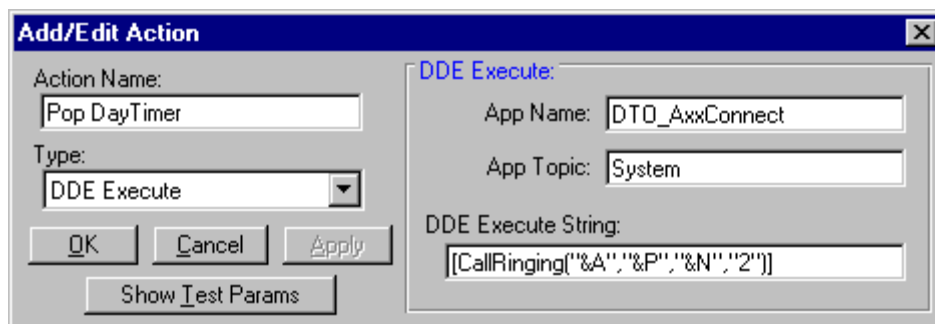 Add/Edit Action
Action Name:
Pop DayTimer
Type:
DDE Execute
OK Cancel Apply
Show Test Params
DDE Execute:
App Name: DTO_AxxConnect
App Topic: System
DDE Execute String:
[CallRinging("&A","&P","&N","2")]